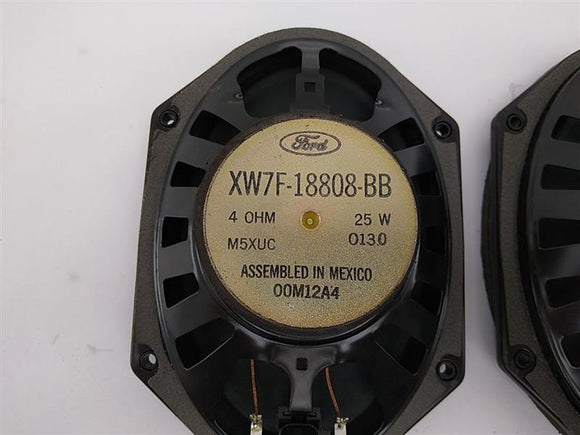 Ford
XW7F-18808-BB
4 OHM 25 W
M5XUC 0130
ASSEMBLED IN MEXICO
00M12A4